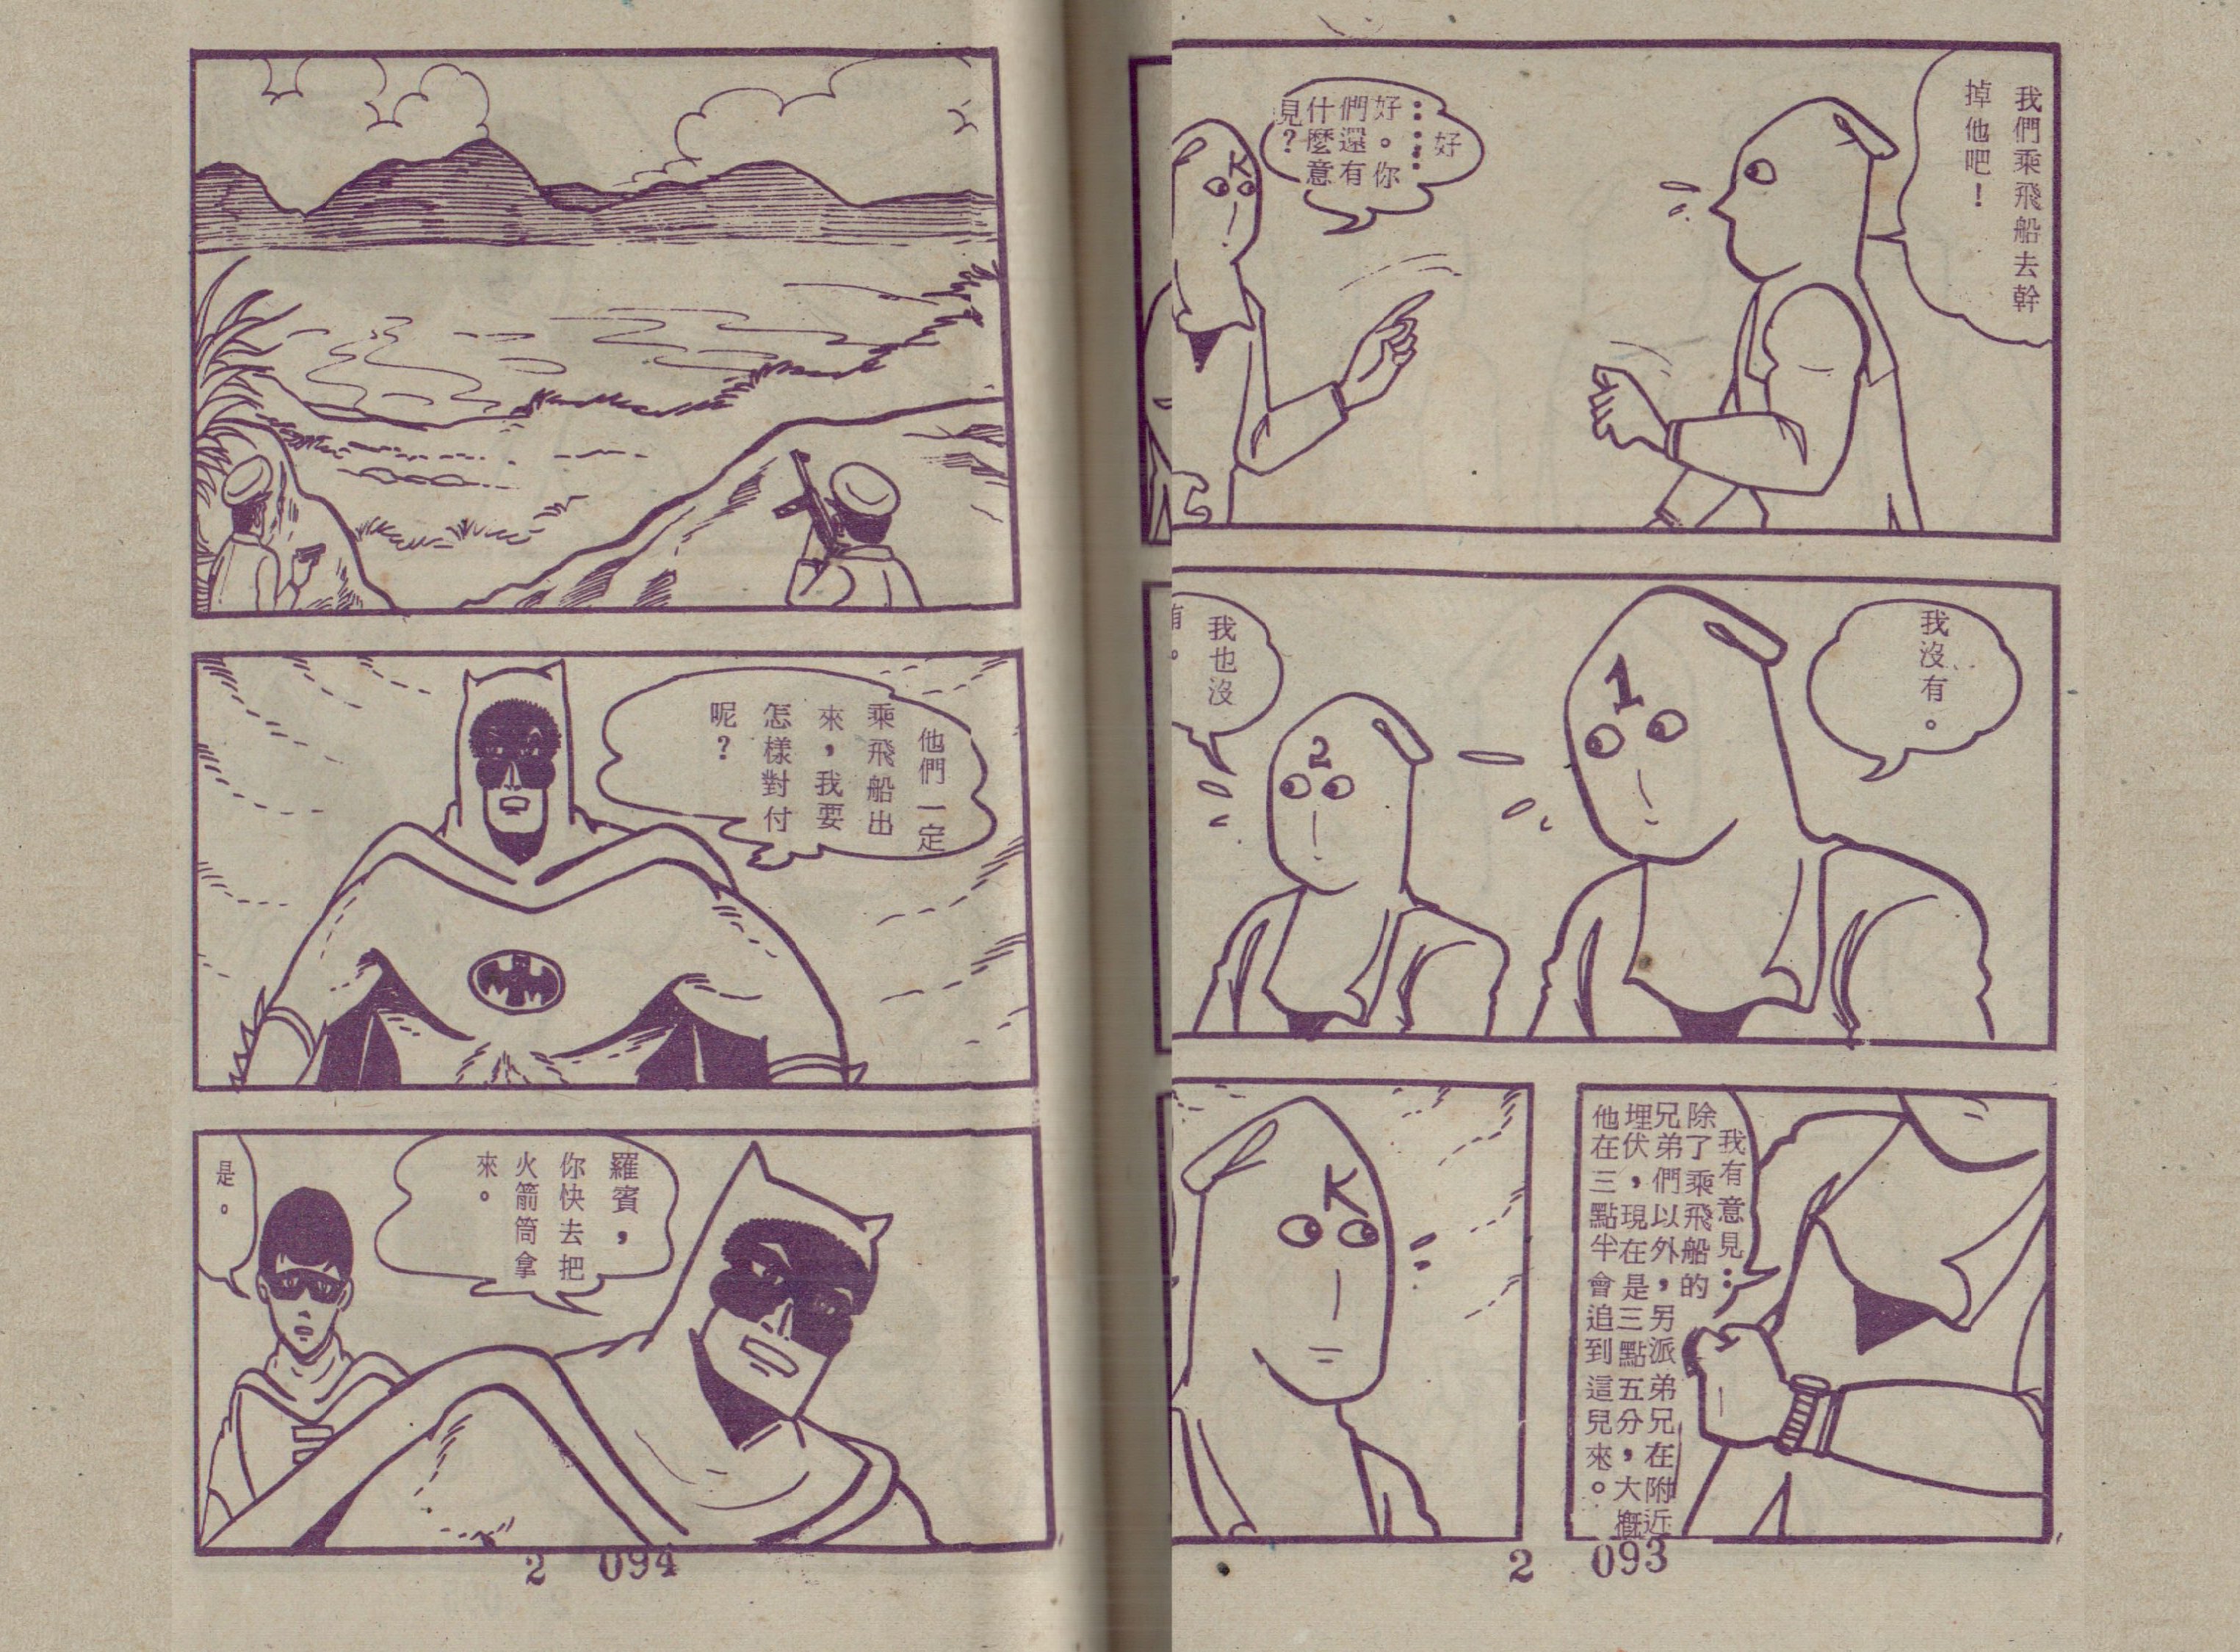 我們乘飛船去幹
掉他吧！
……好
好。你
們還有
什麼意
見？
我沒有。
我也沒
有。
我有意見：
除了乘飛船的
兄弟們以外，另派弟兄在附近
埋伏，現在是三點五分，大概
他在三點半會追到這兒來。
K
1
2
K
2 093
他們一定
乘飛船出
來，我要
怎樣對付
呢？
羅賓，
你快去把
火箭筒拿
來。
是。
2 094